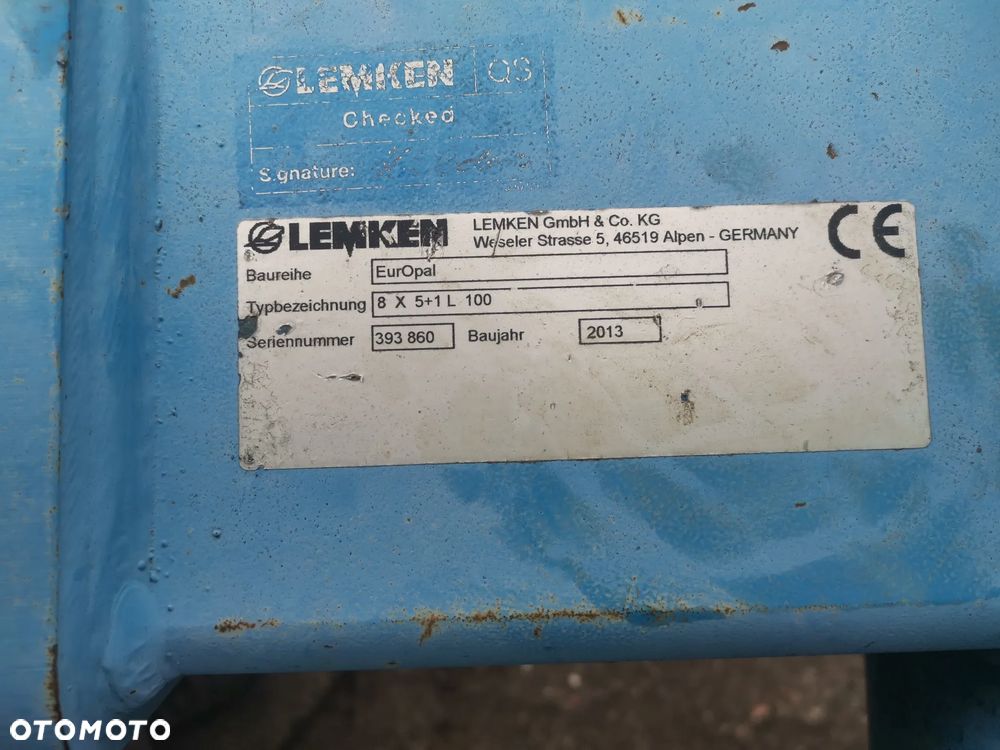 LEMKEN QS
Checked
S.gnature:
LEMKEN
LEMKEN GmbH & Co. KG
Weseler Strasse 5, 46519 Alpen - GERMANY
CE
Baureihe EurOpal
Typbezeichnung 8 X 5+1 L 100
Seriennummer 393 860 Baujahr 2013
OTOMOTO